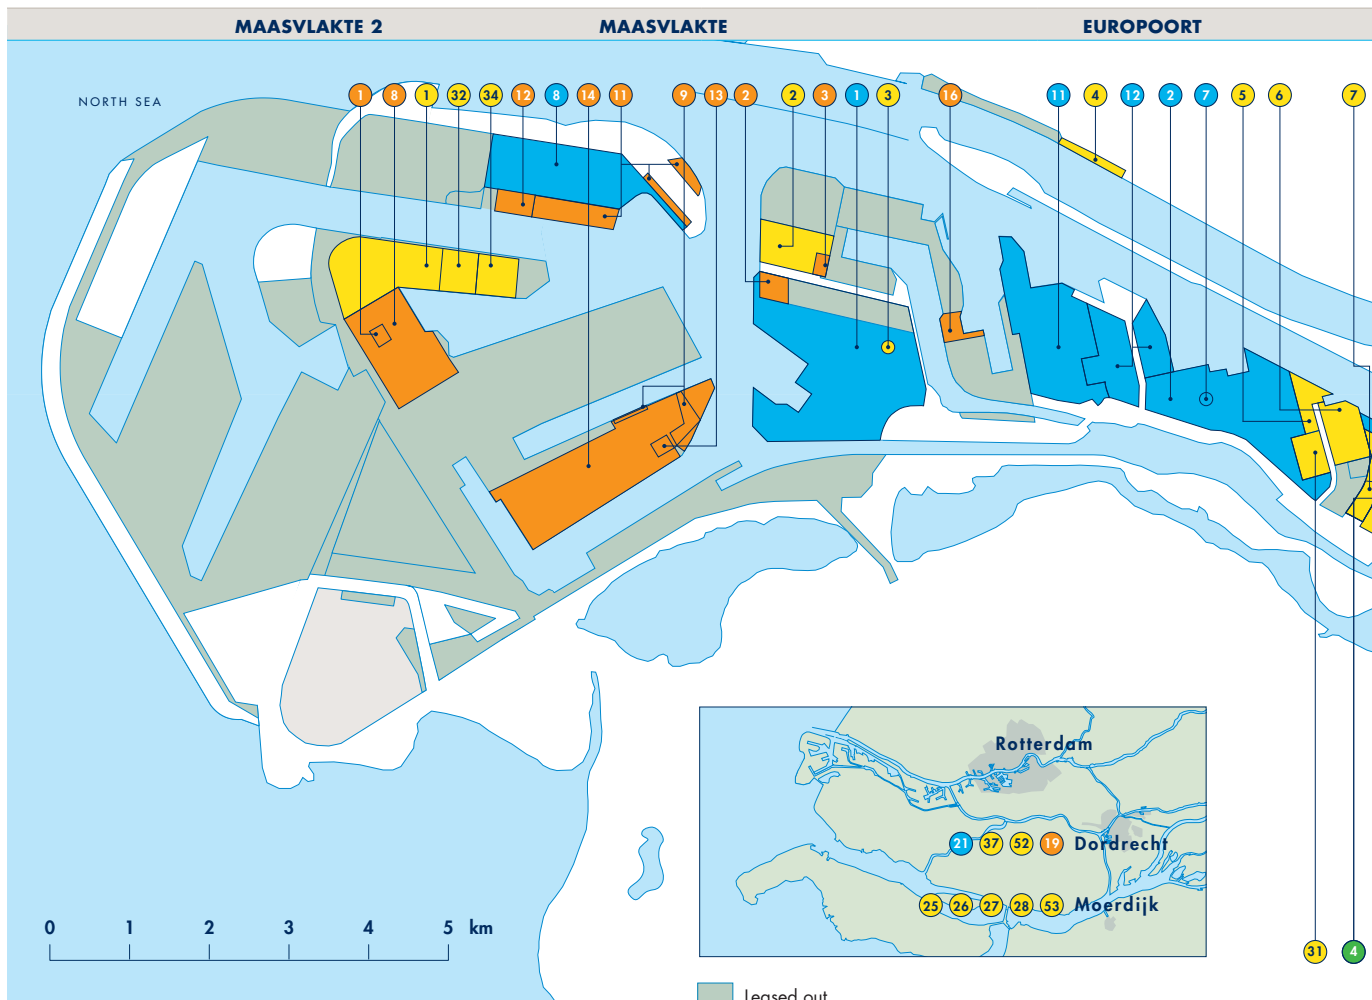 MAASVLAKTE 2 MAASVLAKTE EUROPOORT
NORTH SEA
1 8 1 32 34 12 8 14 11 9 13 2 2 3 1 3 16 11 4 12 2 7 5 6 7
Rotterdam
21 37 52 19 Dordrecht
25 26 27 28 53 Moerdijk
0 1 2 3 4 5 km
31 4
Leased out